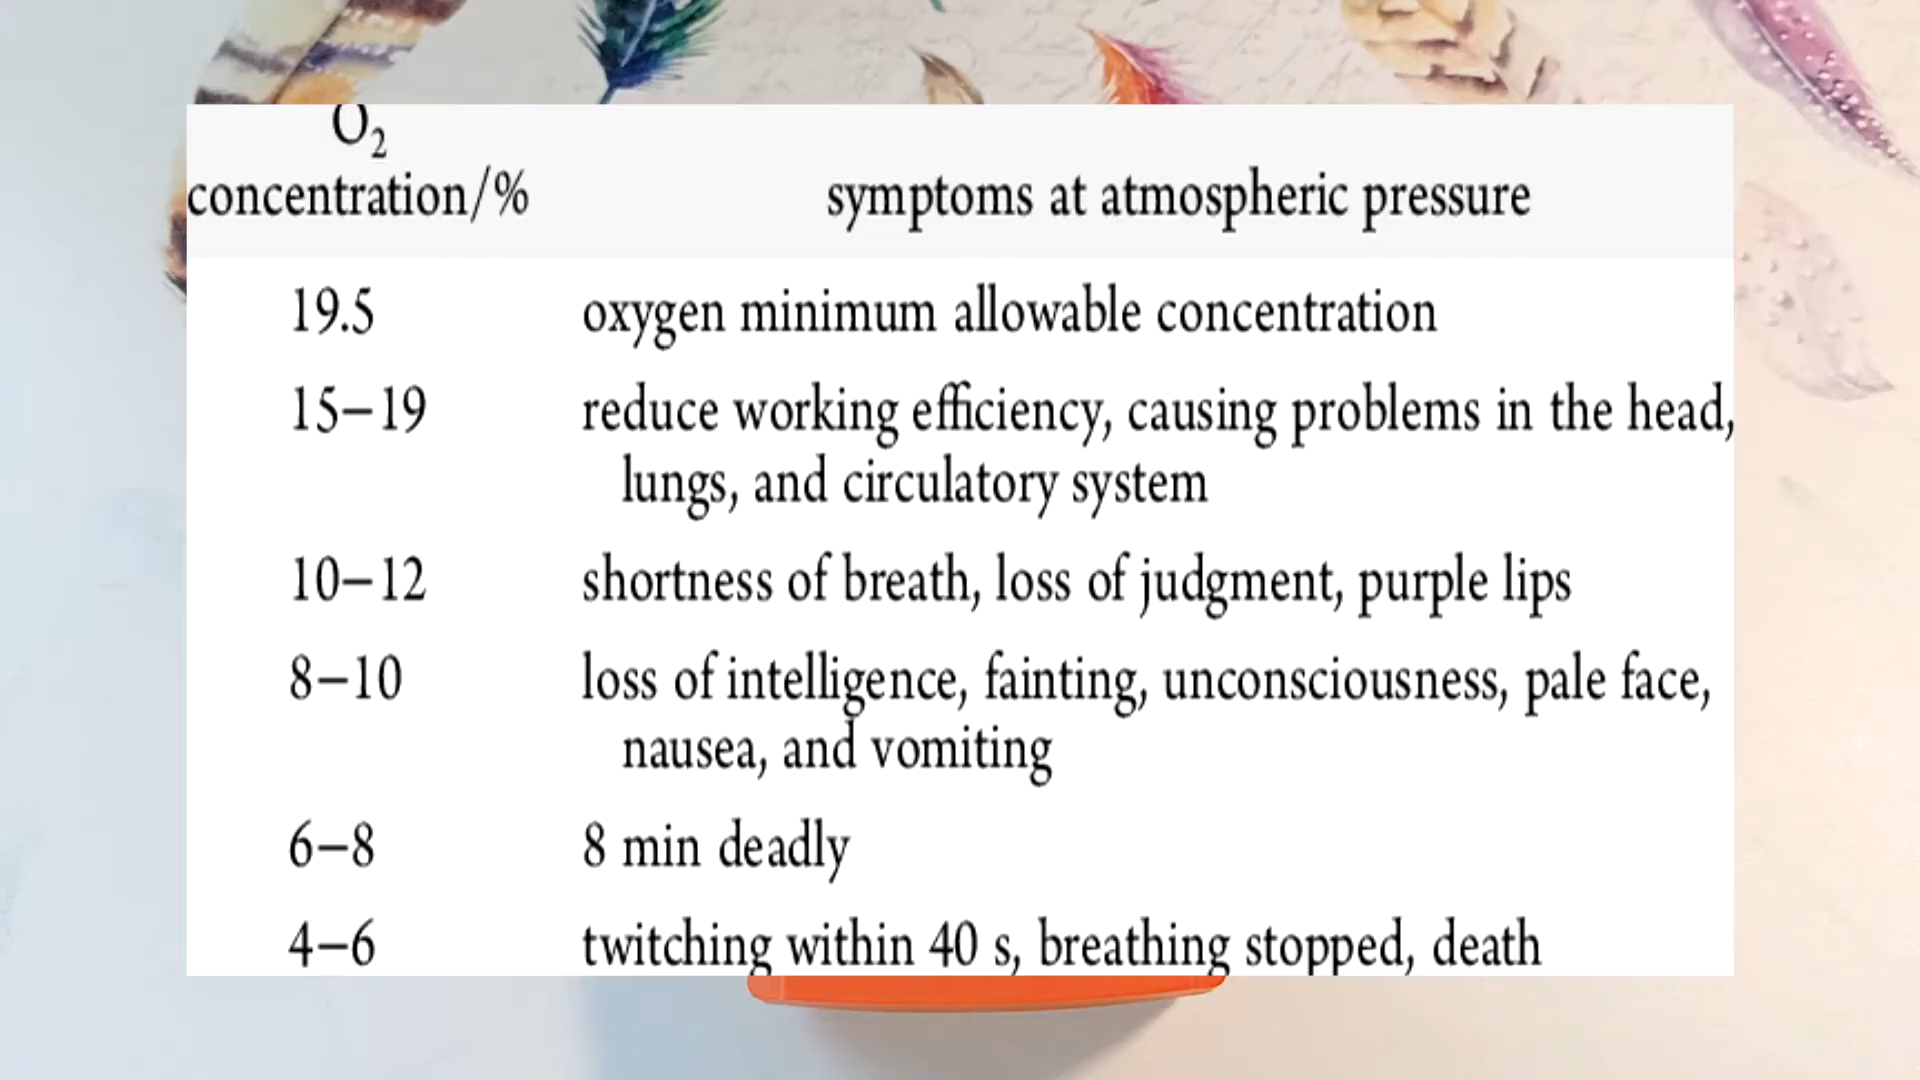 O₂
concentration/% symptoms at atmospheric pressure
19.5 oxygen minimum allowable concentration
15–19 reduce working efficiency, causing problems in the head,
lungs, and circulatory system
10–12 shortness of breath, loss of judgment, purple lips
8–10 loss of intelligence, fainting, unconsciousness, pale face,
nausea, and vomiting
6–8 8 min deadly
4–6 twitching within 40 s, breathing stopped, death